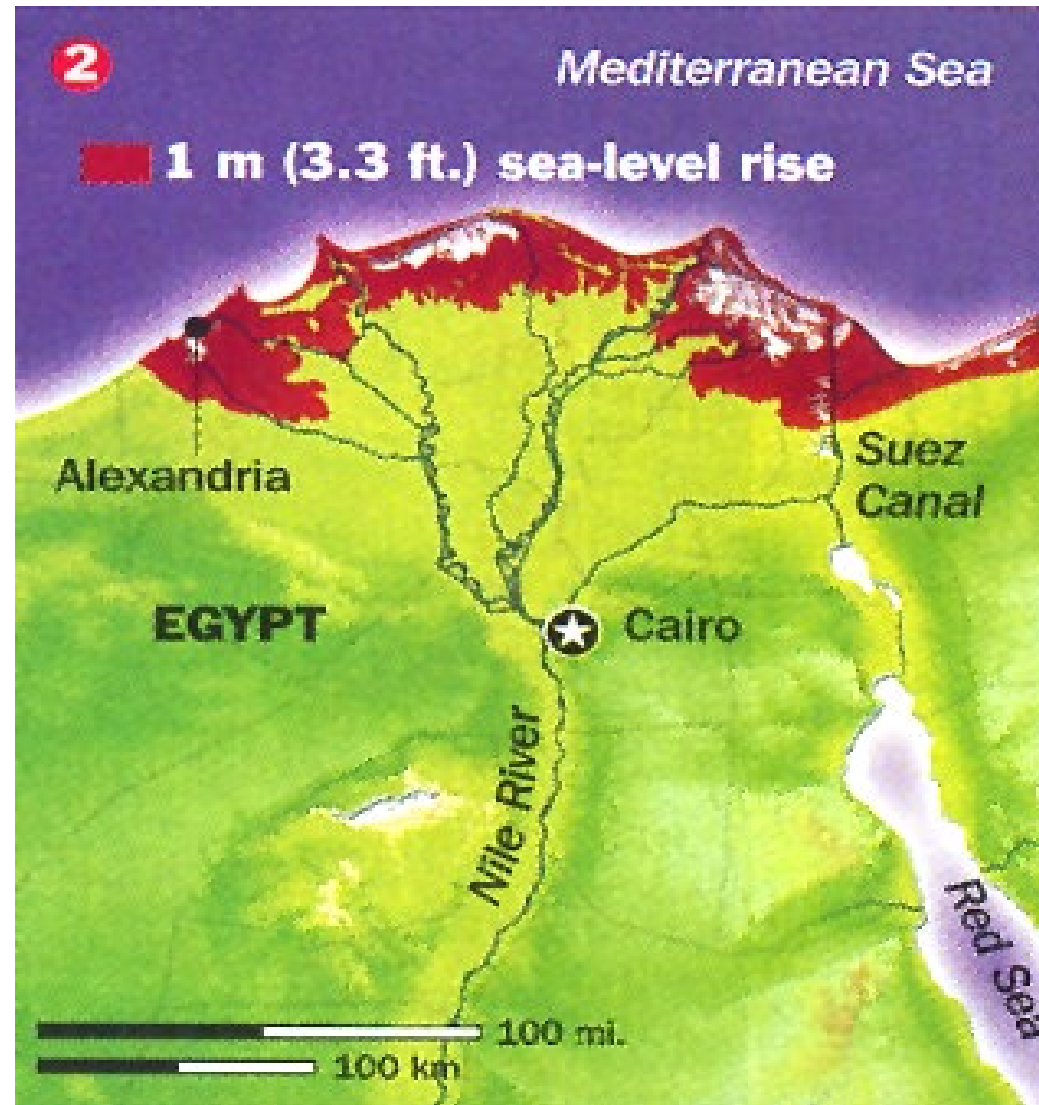 2
Mediterranean Sea
1 m (3.3 ft.) sea-level rise
Alexandria
Suez
Canal
EGYPT
Cairo
Nile River
Red Sea
100 mi.
100 km